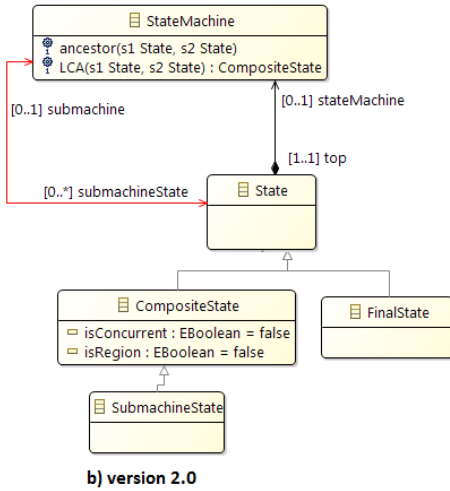 StateMachine
ancestor(s1 State, s2 State)
LCA(s1 State, s2 State) : CompositeState
[0..1] submachine
[0..1] stateMachine
[1..1] top
[0..*] submachineState
State
CompositeState
isConcurrent : EBoolean = false
isRegion : EBoolean = false
FinalState
SubmachineState
b) version 2.0